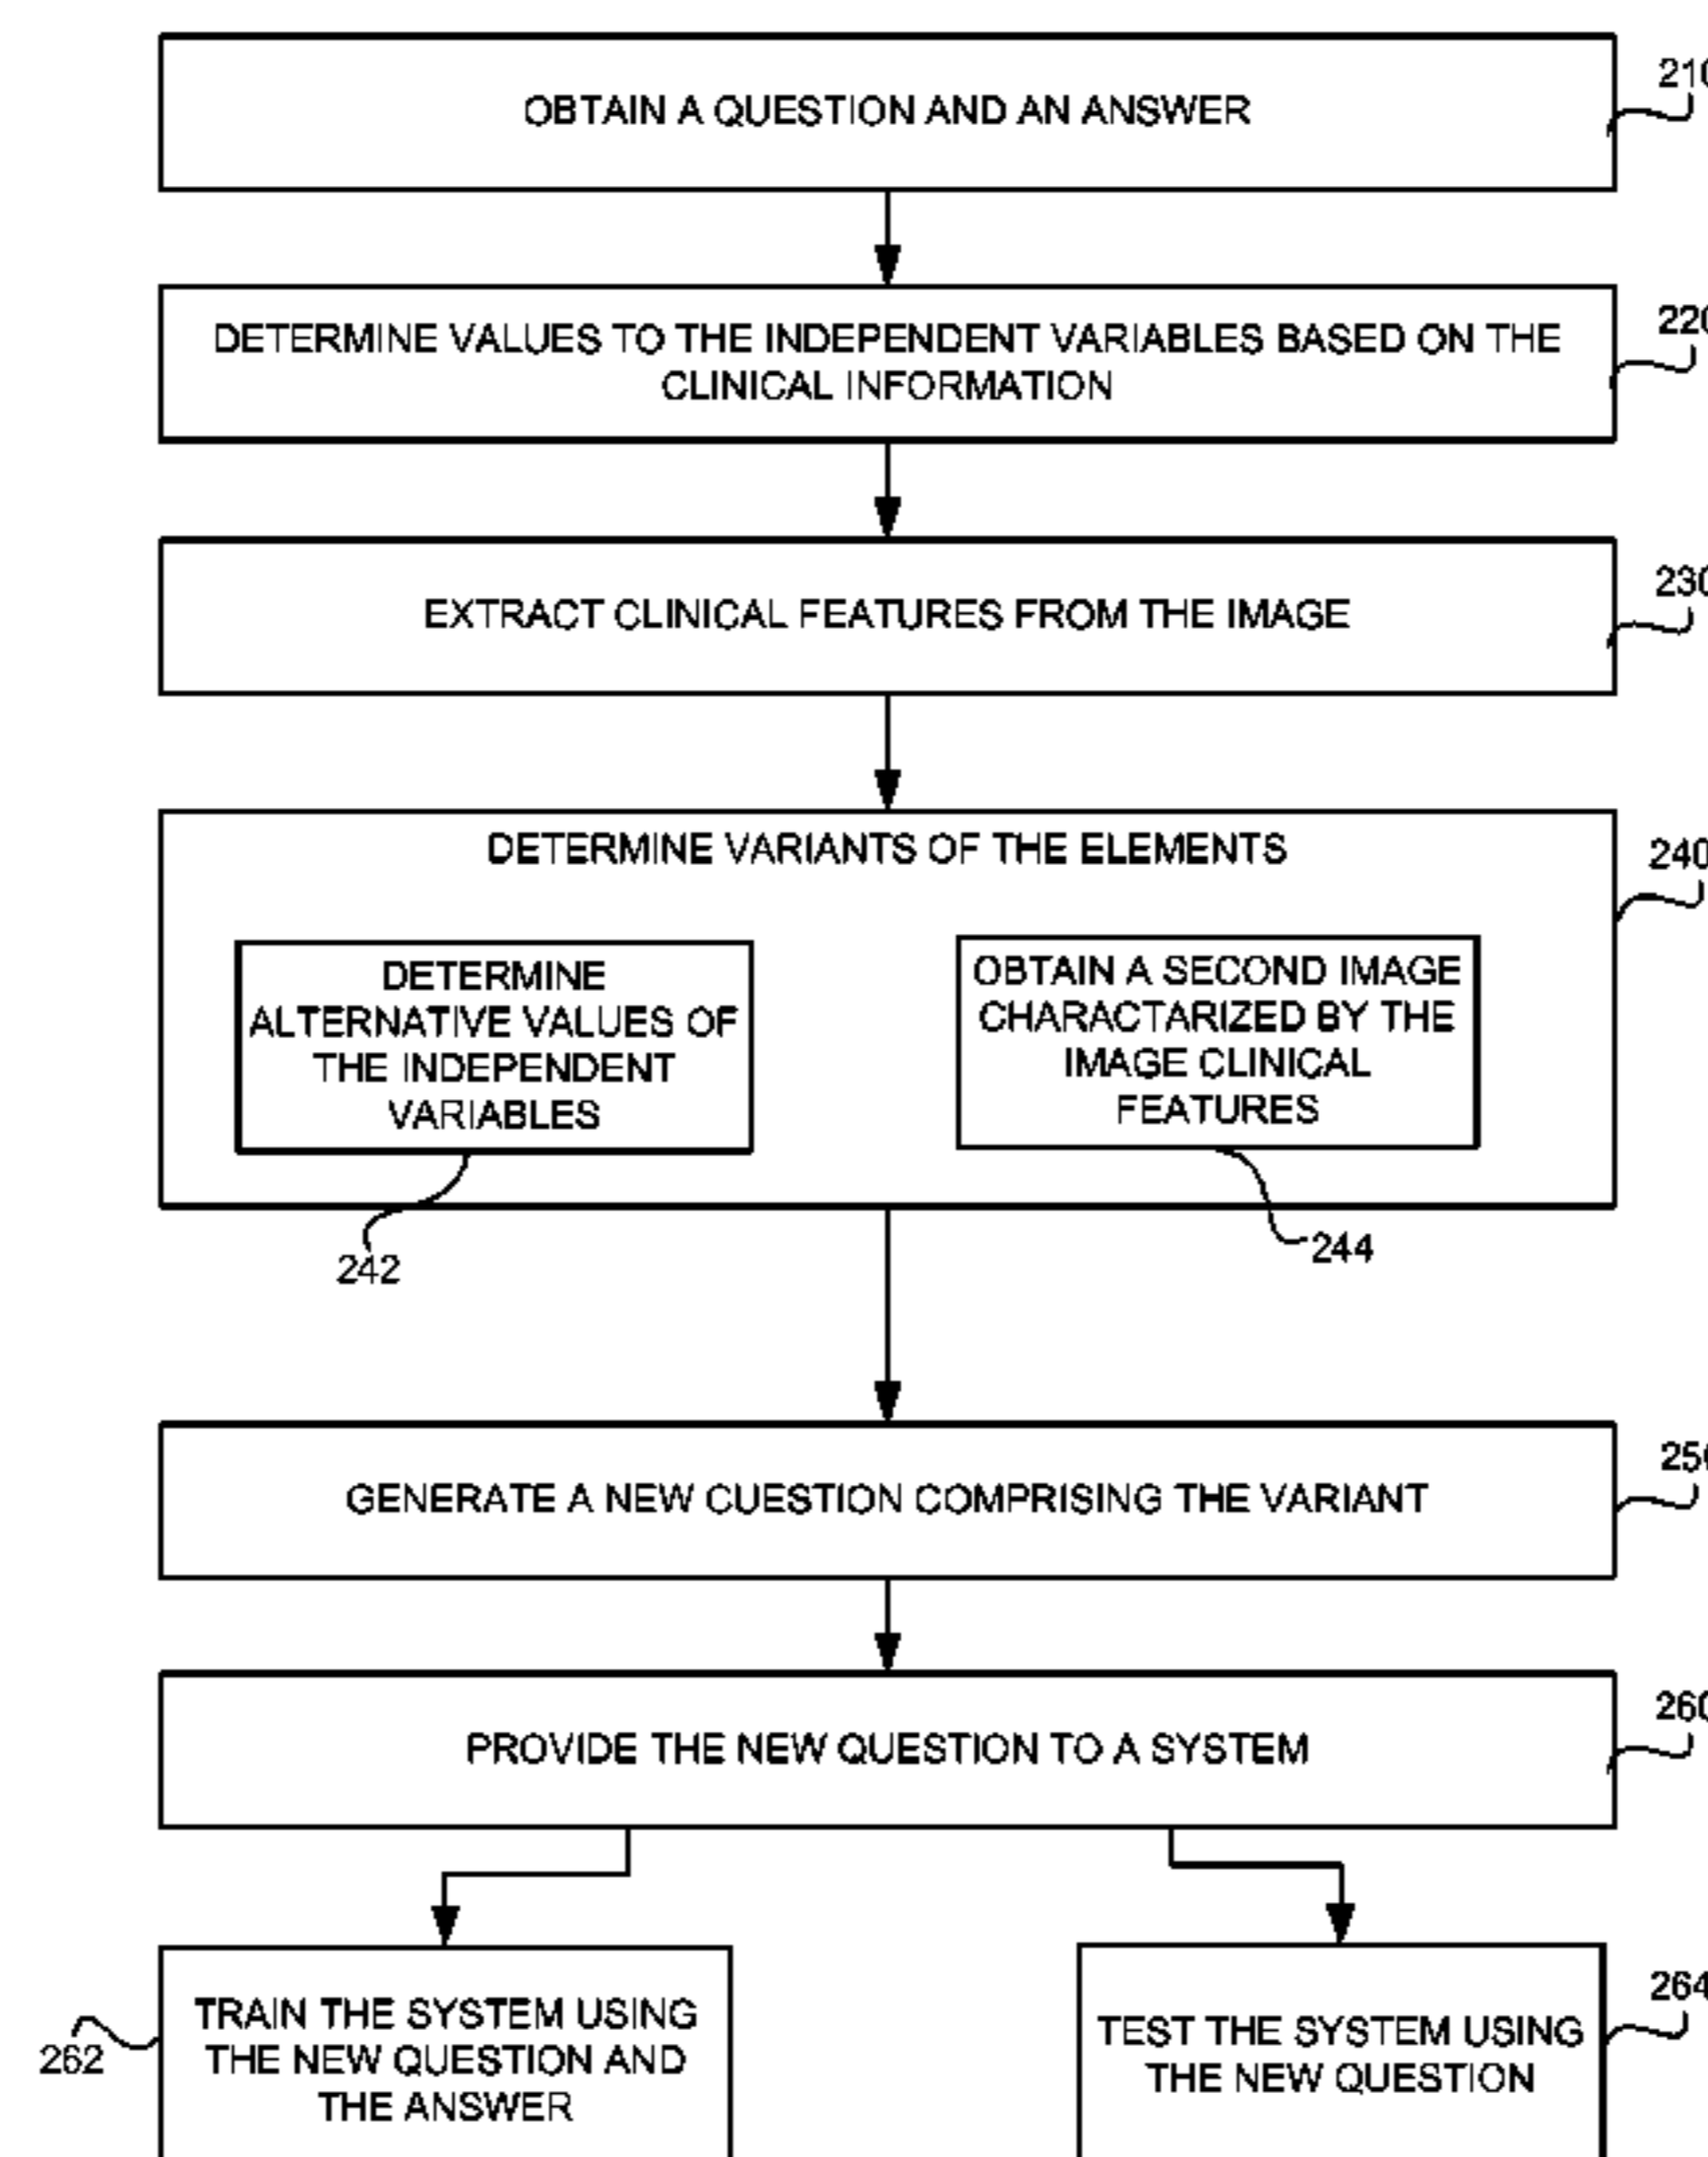 OBTAIN A QUESTION AND AN ANSWER
210
DETERMINE VALUES TO THE INDEPENDENT VARIABLES BASED ON THE
CLINICAL INFORMATION
220
EXTRACT CLINICAL FEATURES FROM THE IMAGE
230
DETERMINE VARIANTS OF THE ELEMENTS
240
DETERMINE
ALTERNATIVE VALUES OF
THE INDEPENDENT
VARIABLES
242
OBTAIN A SECOND IMAGE
CHARACTARIZED BY THE
IMAGE CLINICAL
FEATURES
244
GENERATE A NEW CUESTION COMPRISING THE VARIANT
250
PROVIDE THE NEW QUESTION TO A SYSTEM
260
TRAIN THE SYSTEM USING
THE NEW QUESTION AND
THE ANSWER
262
TEST THE SYSTEM USING
THE NEW QUESTION
264